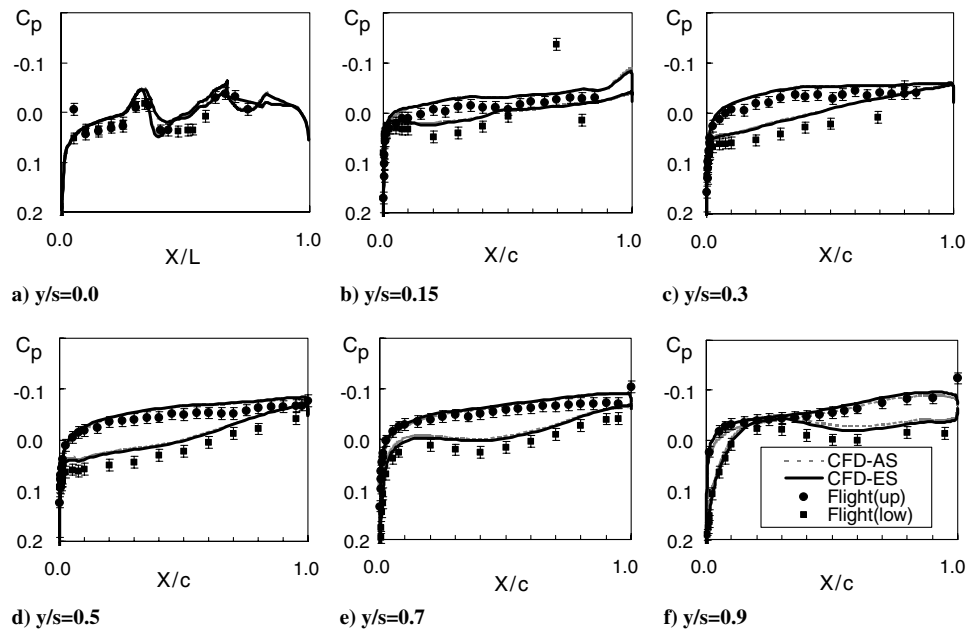 Cp
-0.1
0.0
0.1
0.2
0.0
1.0
X/L
a) y/s=0.0
Cp
-0.1
0.0
0.1
0.2
0.0
1.0
X/c
b) y/s=0.15
Cp
-0.1
0.0
0.1
0.2
0.0
1.0
X/c
c) y/s=0.3
Cp
-0.1
0.0
0.1
0.2
0.0
1.0
X/c
d) y/s=0.5
Cp
-0.1
0.0
0.1
0.2
0.0
1.0
X/c
e) y/s=0.7
Cp
-0.1
0.0
0.1
0.2
CFD-AS
CFD-ES
Flight(up)
Flight(low)
0.0
1.0
X/c
f) y/s=0.9